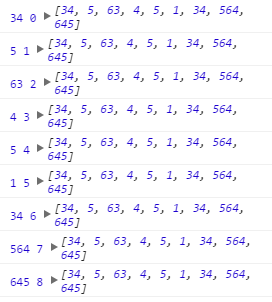 34 0 ▶ [34, 5, 63, 4, 5, 1, 34, 564,
645]
5 1 ▶ [34, 5, 63, 4, 5, 1, 34, 564,
645]
63 2 ▶ [34, 5, 63, 4, 5, 1, 34, 564,
645]
4 3 ▶ [34, 5, 63, 4, 5, 1, 34, 564,
645]
5 4 ▶ [34, 5, 63, 4, 5, 1, 34, 564,
645]
1 5 ▶ [34, 5, 63, 4, 5, 1, 34, 564,
645]
34 6 ▶ [34, 5, 63, 4, 5, 1, 34, 564,
645]
564 7 ▶ [34, 5, 63, 4, 5, 1, 34, 564,
645]
645 8 ▶ [34, 5, 63, 4, 5, 1, 34, 564,
645]